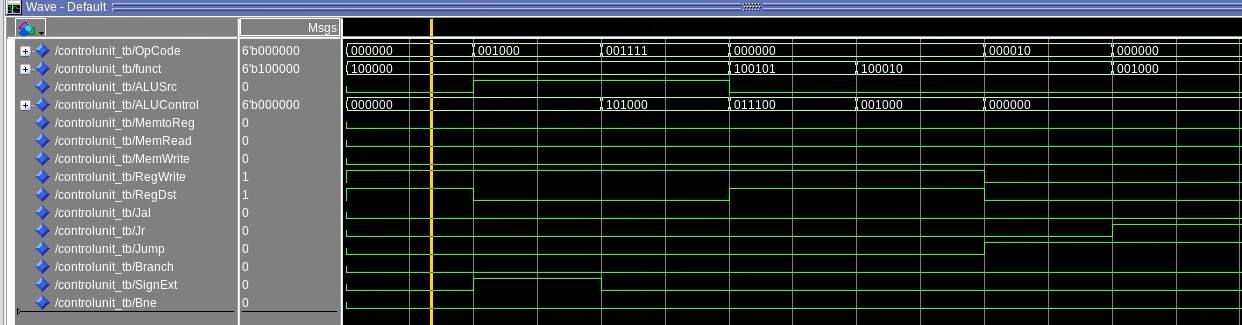 Wave - Default
Msgs
/controlunit_tb/OpCode 6'b000000 000000 001000 001111 000000 000010 000000
/controlunit_tb/funct 6'b100000 100000 100101 100010 001000
/controlunit_tb/ALUSrc 0
/controlunit_tb/ALUControl 6'b000000 000000 101000 011100 001000 000000
/controlunit_tb/MemtoReg 0
/controlunit_tb/MemRead 0
/controlunit_tb/MemWrite 0
/controlunit_tb/RegWrite 1
/controlunit_tb/RegDst 1
/controlunit_tb/Jal 0
/controlunit_tb/Jr 0
/controlunit_tb/Jump 0
/controlunit_tb/Branch 0
/controlunit_tb/SignExt 0
/controlunit_tb/Bne 0